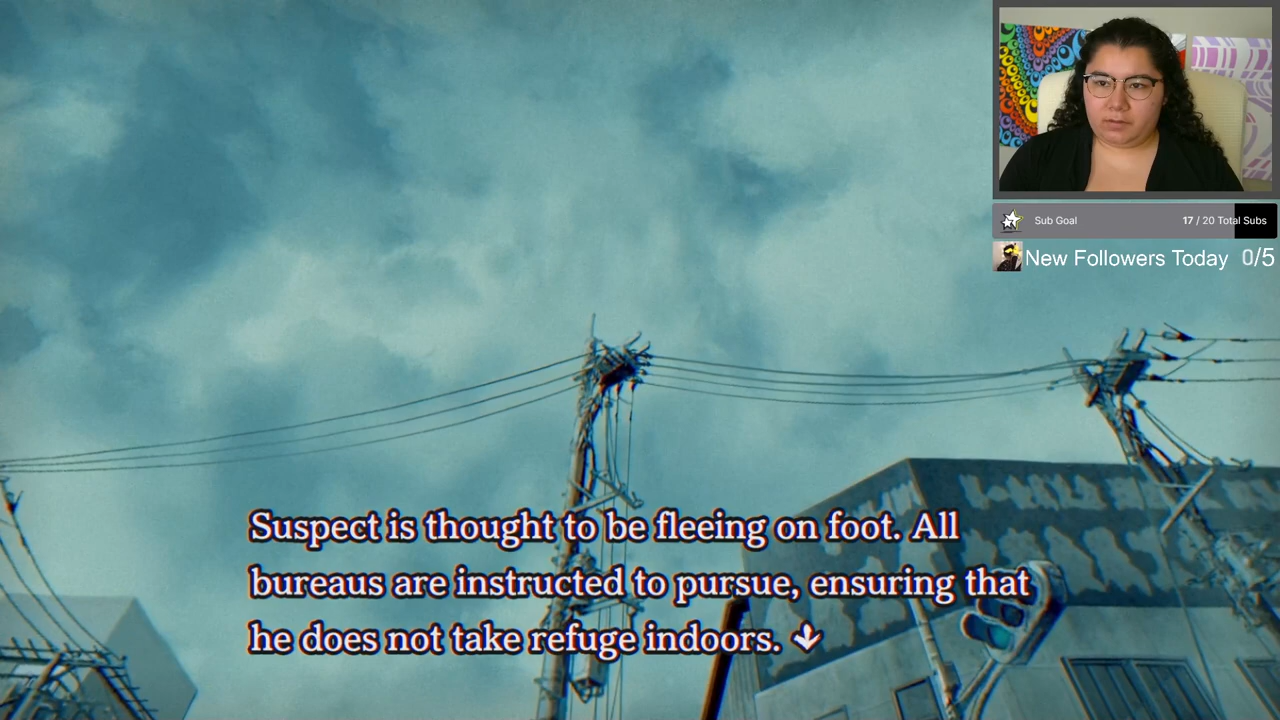 Sub Goal 17 / 20 Total Subs
New Followers Today 0/5
Suspect is thought to be fleeing on foot. All
bureaus are instructed to pursue, ensuring that
he does not take refuge indoors.